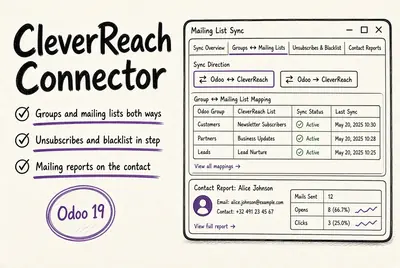 CleverReach
Connector
Groups and mailing lists both ways
Unsubscribes and blacklist in step
Mailing reports on the contact
Odoo 19
Mailing List Sync
Sync Overview
Groups ↔ Mailing Lists
Unsubscribes & Blacklist
Contact Reports
Sync Direction
Odoo ↔ CleverReach
Odoo → CleverReach
Group ↔ Mailing List Mapping
Odoo Group CleverReach List Sync Status Last Sync
Customers Newsletter Subscribers Active May 20, 2025 10:30
Partners Business Updates Active May 20, 2025 10:28
Leads Lead Nurture Active May 20, 2025 10:25
View all mappings →
Contact Report: Alice Johnson
Email: alice.johnson@example.com
Contact: +32 491 23 45 67
View full report →
Mails Sent 12
Opens 8 (66.7%)
Clicks 3 (25.0%)